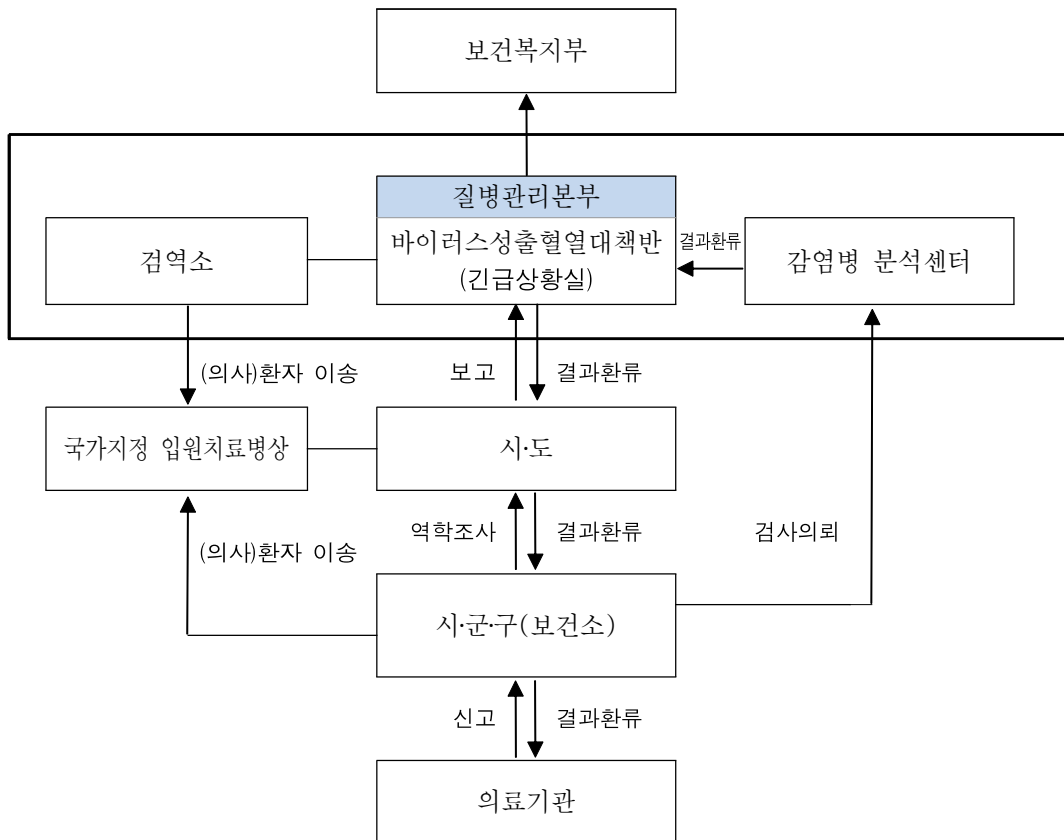 보건복지부
질병관리본부
검역소
바이러스성출혈열대책반
(긴급상황실)
결과환류
감염병 분석센터
(의사)환자 이송
보고
결과환류
국가지정 입원치료병상
시·도
(의사)환자 이송
역학조사
결과환류
검사의뢰
시·군·구(보건소)
신고
결과환류
의료기관